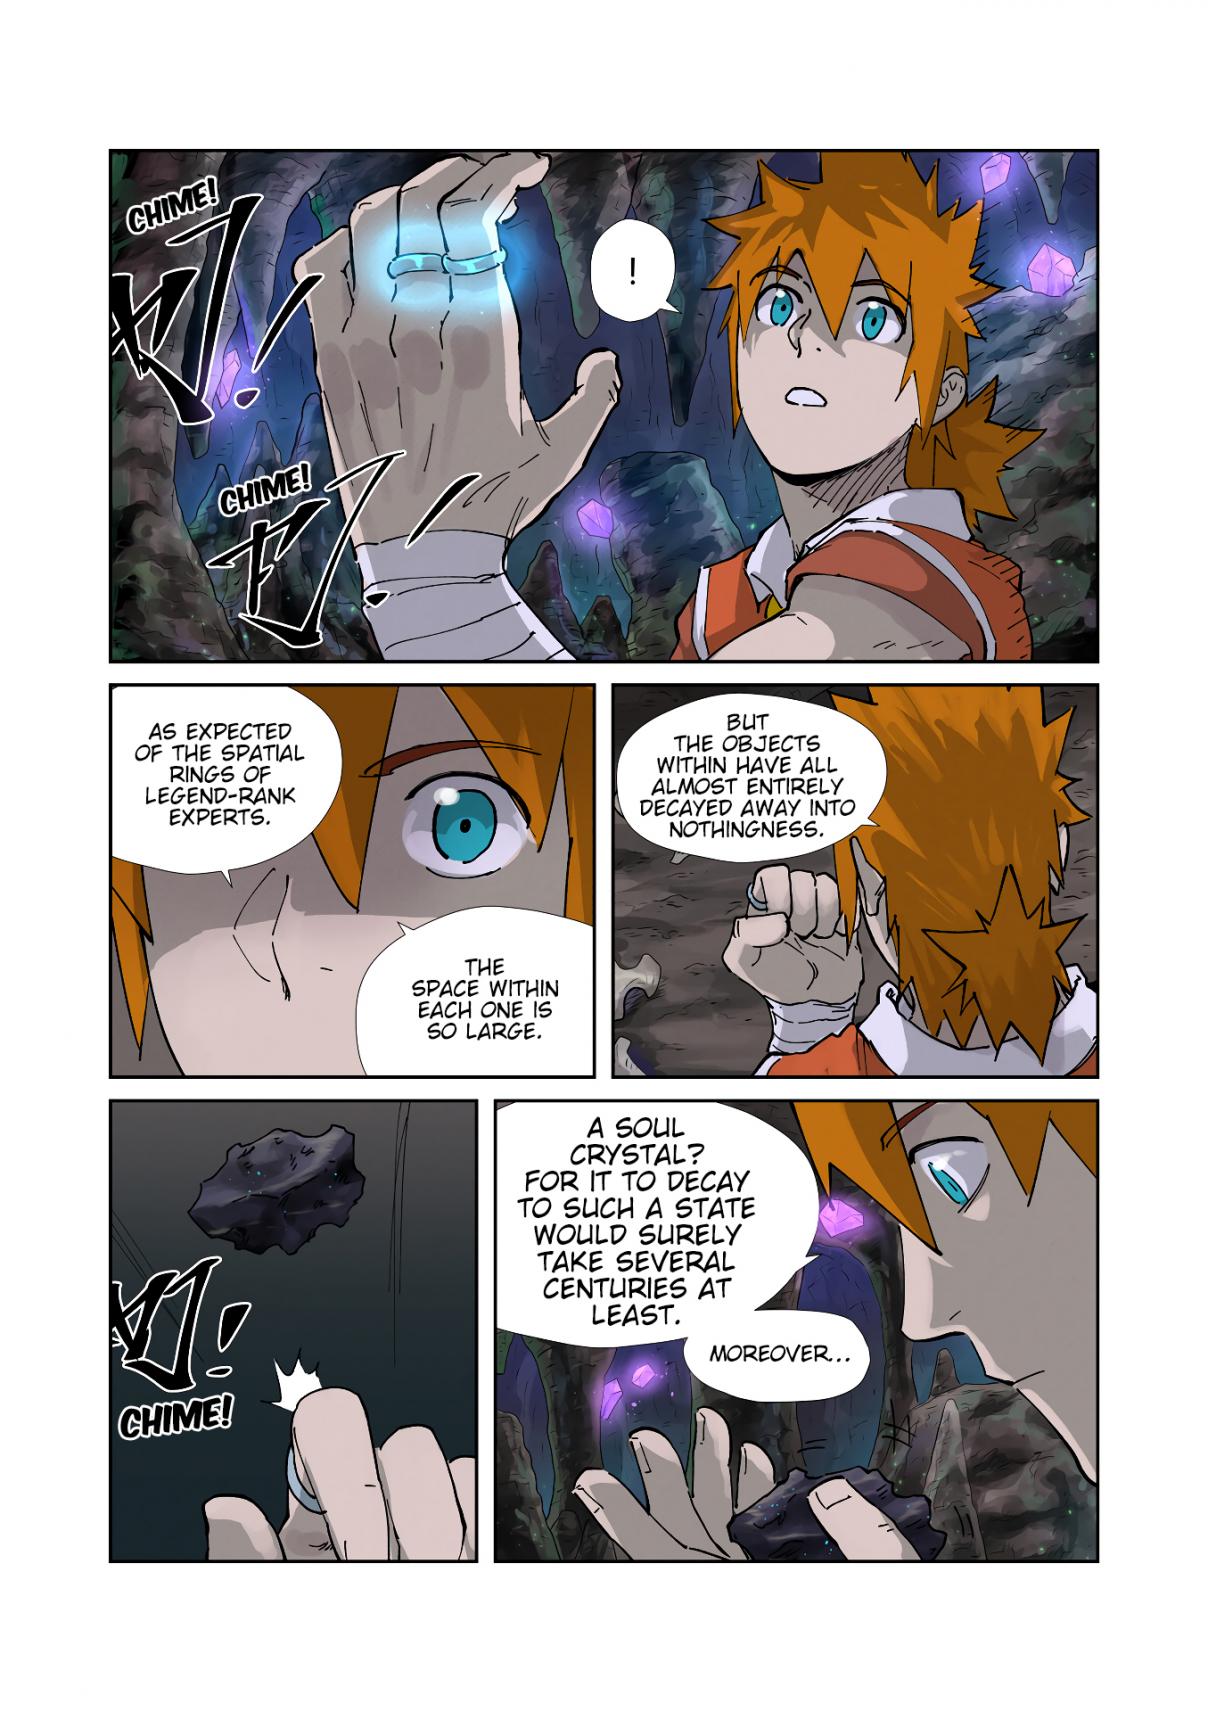 CHIME!
!
CHIME!
AS EXPECTED
OF THE SPATIAL
RINGS OF
LEGEND-RANK
EXPERTS.
THE
SPACE WITHIN
EACH ONE IS
SO LARGE.
BUT
THE OBJECTS
WITHIN HAVE ALL
ALMOST ENTIRELY
DECAYED AWAY INTO
NOTHINGNESS.
CHIME!
A SOUL
CRYSTAL?
FOR IT TO DECAY
TO SUCH A STATE
WOULD SURELY
TAKE SEVERAL
CENTURIES AT
LEAST.
MOREOVER...